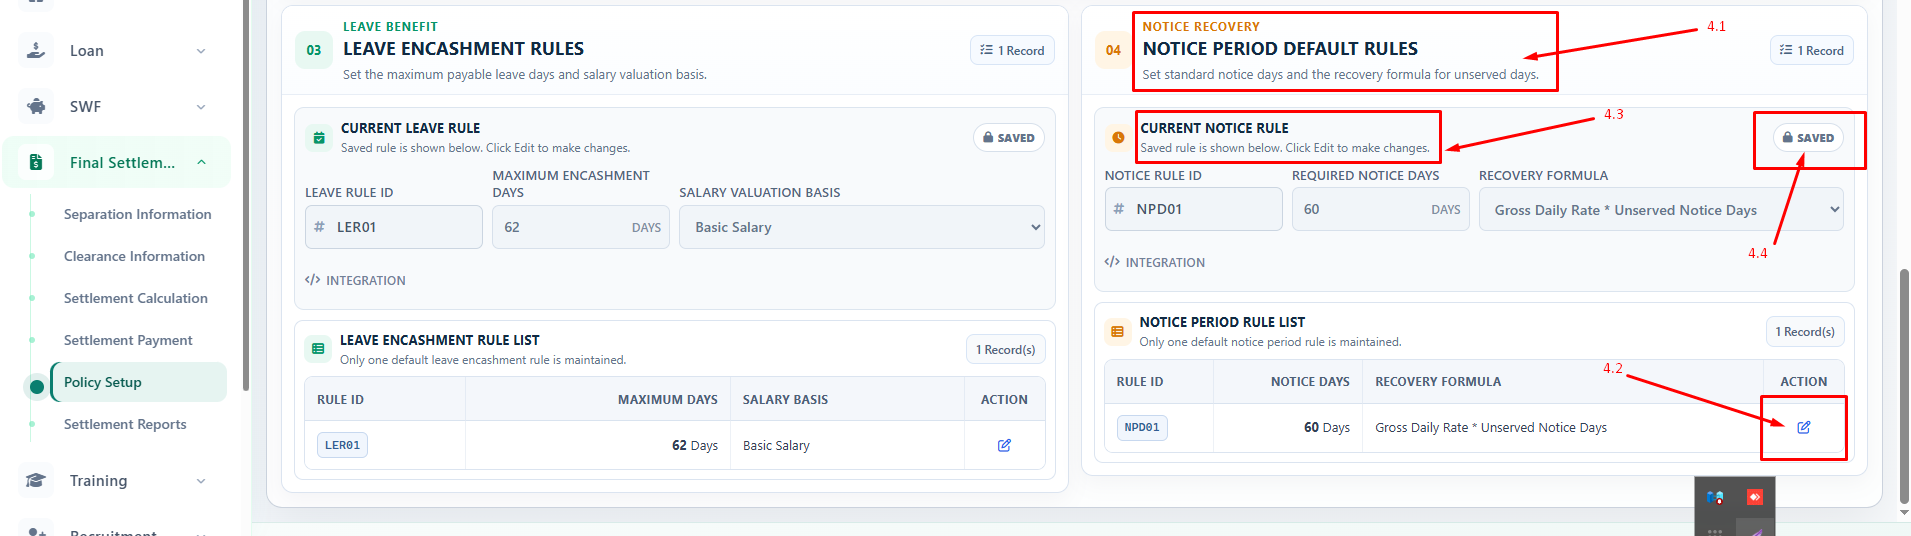 Loan
SWF
Final Settlem...
Separation Information
Clearance Information
Settlement Calculation
Settlement Payment
Policy Setup
Settlement Reports
Training
LEAVE BENEFIT
03
LEAVE ENCASHMENT RULES
1 Record
Set the maximum payable leave days and salary valuation basis.
CURRENT LEAVE RULE
SAVED
Saved rule is shown below. Click Edit to make changes.
LEAVE RULE ID
MAXIMUM ENCASHMENT
DAYS
SALARY VALUATION BASIS
# LER01
62 DAYS
Basic Salary
</> INTEGRATION
LEAVE ENCASHMENT RULE LIST
1 Record(s)
Only one default leave encashment rule is maintained.
RULE ID MAXIMUM DAYS SALARY BASIS ACTION
LER01 62 Days Basic Salary
NOTICE RECOVERY
4.1
04
NOTICE PERIOD DEFAULT RULES
1 Record
Set standard notice days and the recovery formula for unserved days.
4.3
CURRENT NOTICE RULE
SAVED
Saved rule is shown below. Click Edit to make changes.
NOTICE RULE ID REQUIRED NOTICE DAYS RECOVERY FORMULA
# NPD01
60 DAYS
Gross Daily Rate * Unserved Notice Days
4.4
</> INTEGRATION
NOTICE PERIOD RULE LIST
1 Record(s)
Only one default notice period rule is maintained.
4.2
RULE ID NOTICE DAYS RECOVERY FORMULA ACTION
NPD01 60 Days Gross Daily Rate * Unserved Notice Days